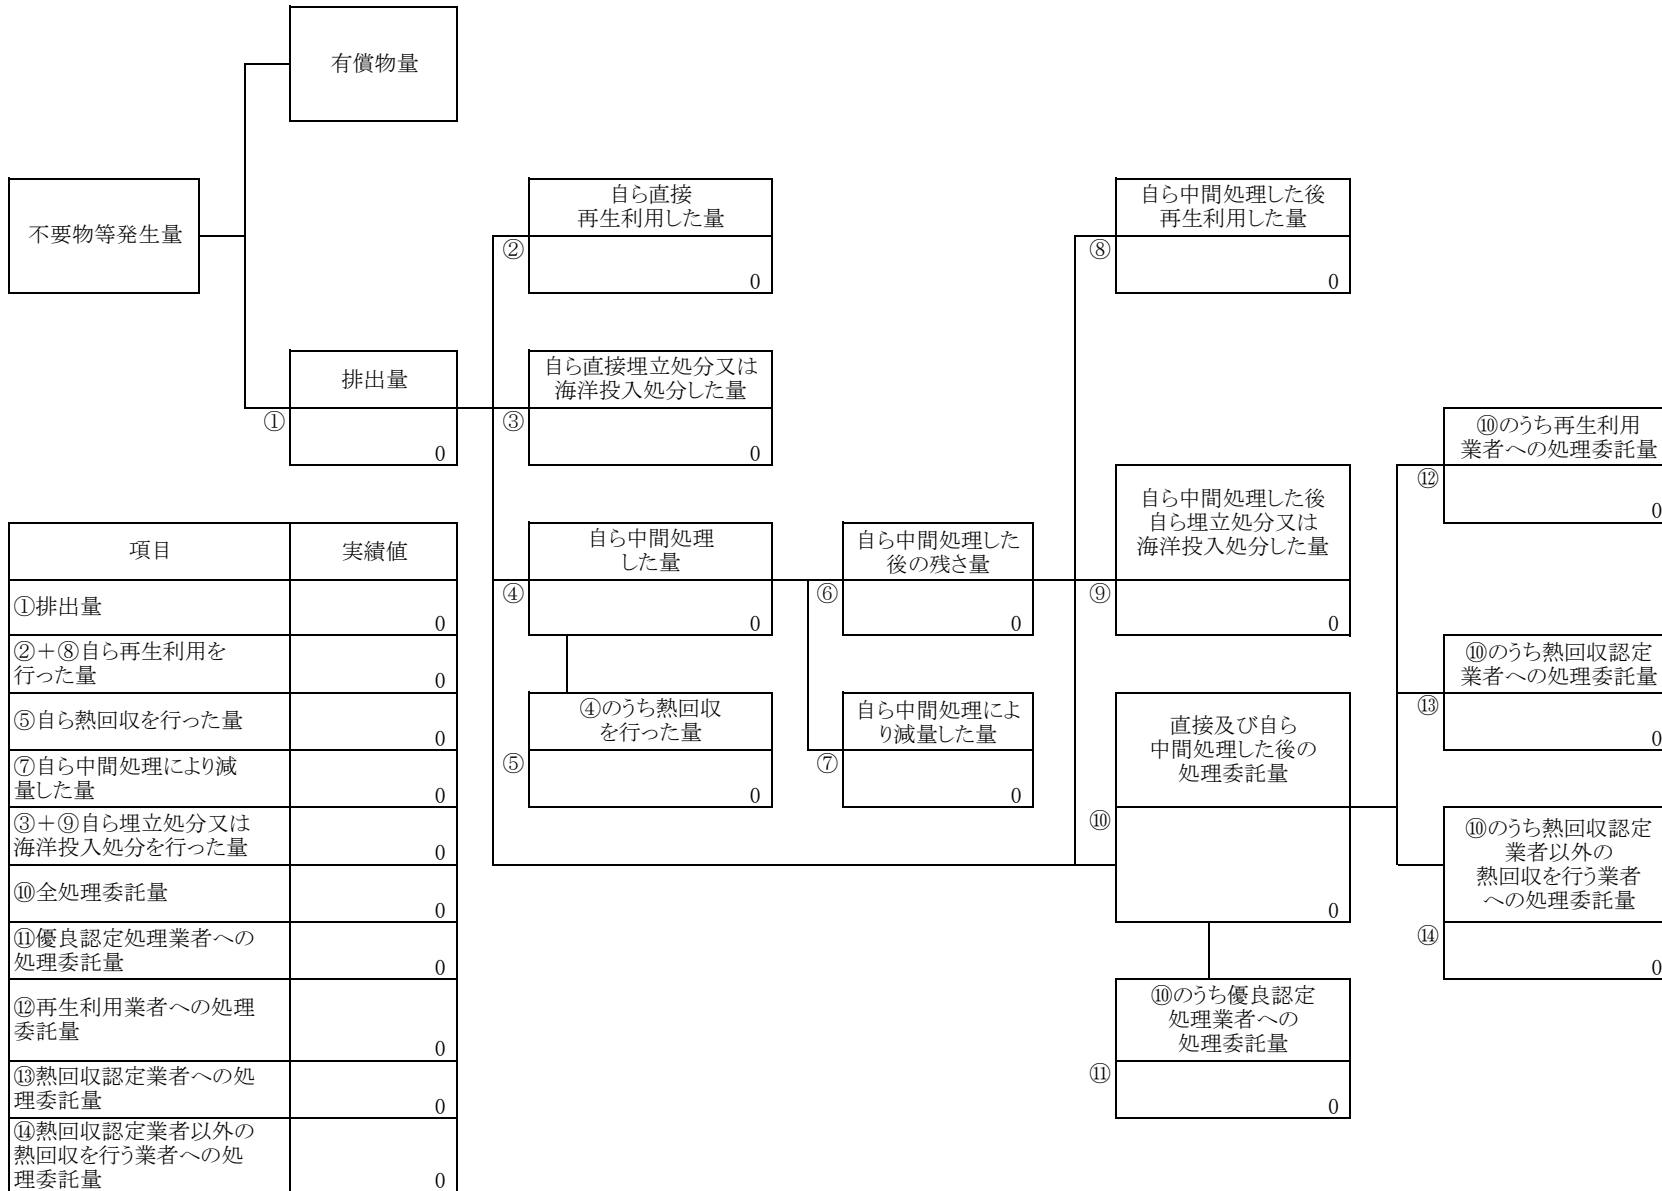 有償物量
不要物等発生量
自ら直接
再生利用した量
②
0
自ら中間処理した後
再生利用した量
⑧
0
排出量
①
0
自ら直接埋立処分又は
海洋投入処分した量
③
0
⑩のうち再生利用
業者への処理委託量
⑫
0
自ら中間処理した後
自ら埋立処分又は
海洋投入処分した量
⑨
0
自ら中間処理
した量
④
0
自ら中間処理した
後の残さ量
⑥
0
⑩のうち熱回収認定
業者への処理委託量
⑬
0
④のうち熱回収
を行った量
⑤
0
自ら中間処理によ
り減量した量
⑦
0
直接及び自ら
中間処理した後の
処理委託量
⑩
0
⑩のうち熱回収認定
業者以外の
熱回収を行う業者
への処理委託量
⑭
0
⑩のうち優良認定
処理業者への
処理委託量
⑪
0
項目 実績値
①排出量
0
②＋⑧自ら再生利用を
行った量
0
⑤自ら熱回収を行った量
0
⑦自ら中間処理により減
量した量
0
③＋⑨自ら埋立処分又は
海洋投入処分を行った量
0
⑩全処理委託量
0
⑪優良認定処理業者への
処理委託量
0
⑫再生利用業者への処理
委託量
0
⑬熱回収認定業者への処
理委託量
0
⑭熱回収認定業者以外の
熱回収を行う業者への処
理委託量
0